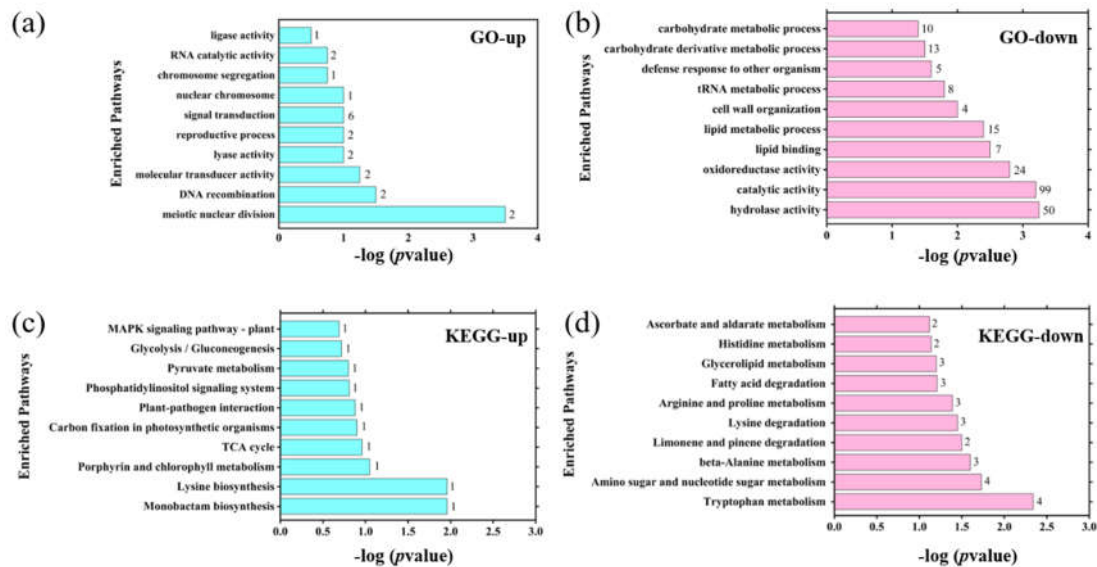 (a)
GO-up
Enriched Pathways
ligase activity 1
RNA catalytic activity 2
chromosome segregation 1
nuclear chromosome 1
signal transduction 6
reproductive process 2
lyase activity 2
molecular transducer activity 2
DNA recombination 2
meiotic nuclear division 2
0 1 2 3 4
-log (pvalue)
(b)
GO-down
Enriched Pathways
carbohydrate metabolic process 10
carbohydrate derivative metabolic process 13
defense response to other organism 5
tRNA metabolic process 8
cell wall organization 4
lipid metabolic process 15
lipid binding 7
oxidoreductase activity 24
catalytic activity 99
hydrolase activity 50
0 1 2 3 4
-log (pvalue)
(c)
KEGG-up
Enriched Pathways
MAPK signaling pathway - plant 1
Glycolysis / Gluconeogenesis 1
Pyruvate metabolism 1
Phosphatidylinositol signaling system 1
Plant-pathogen interaction 1
Carbon fixation in photosynthetic organisms 1
TCA cycle 1
Porphyrin and chlorophyll metabolism 1
Lysine biosynthesis 1
Monobactam biosynthesis 1
0.0 0.5 1.0 1.5 2.0 2.5 3.0
-log (pvalue)
(d)
KEGG-down
Enriched Pathways
Ascorbate and aldarate metabolism 2
Histidine metabolism 2
Glycerolipid metabolism 3
Fatty acid degradation 3
Arginine and proline metabolism 3
Lysine degradation 3
Limonene and pinene degradation 2
beta-Alanine metabolism 3
Amino sugar and nucleotide sugar metabolism 4
Tryptophan metabolism 4
0.0 0.5 1.0 1.5 2.0 2.5 3.0
-log (pvalue)